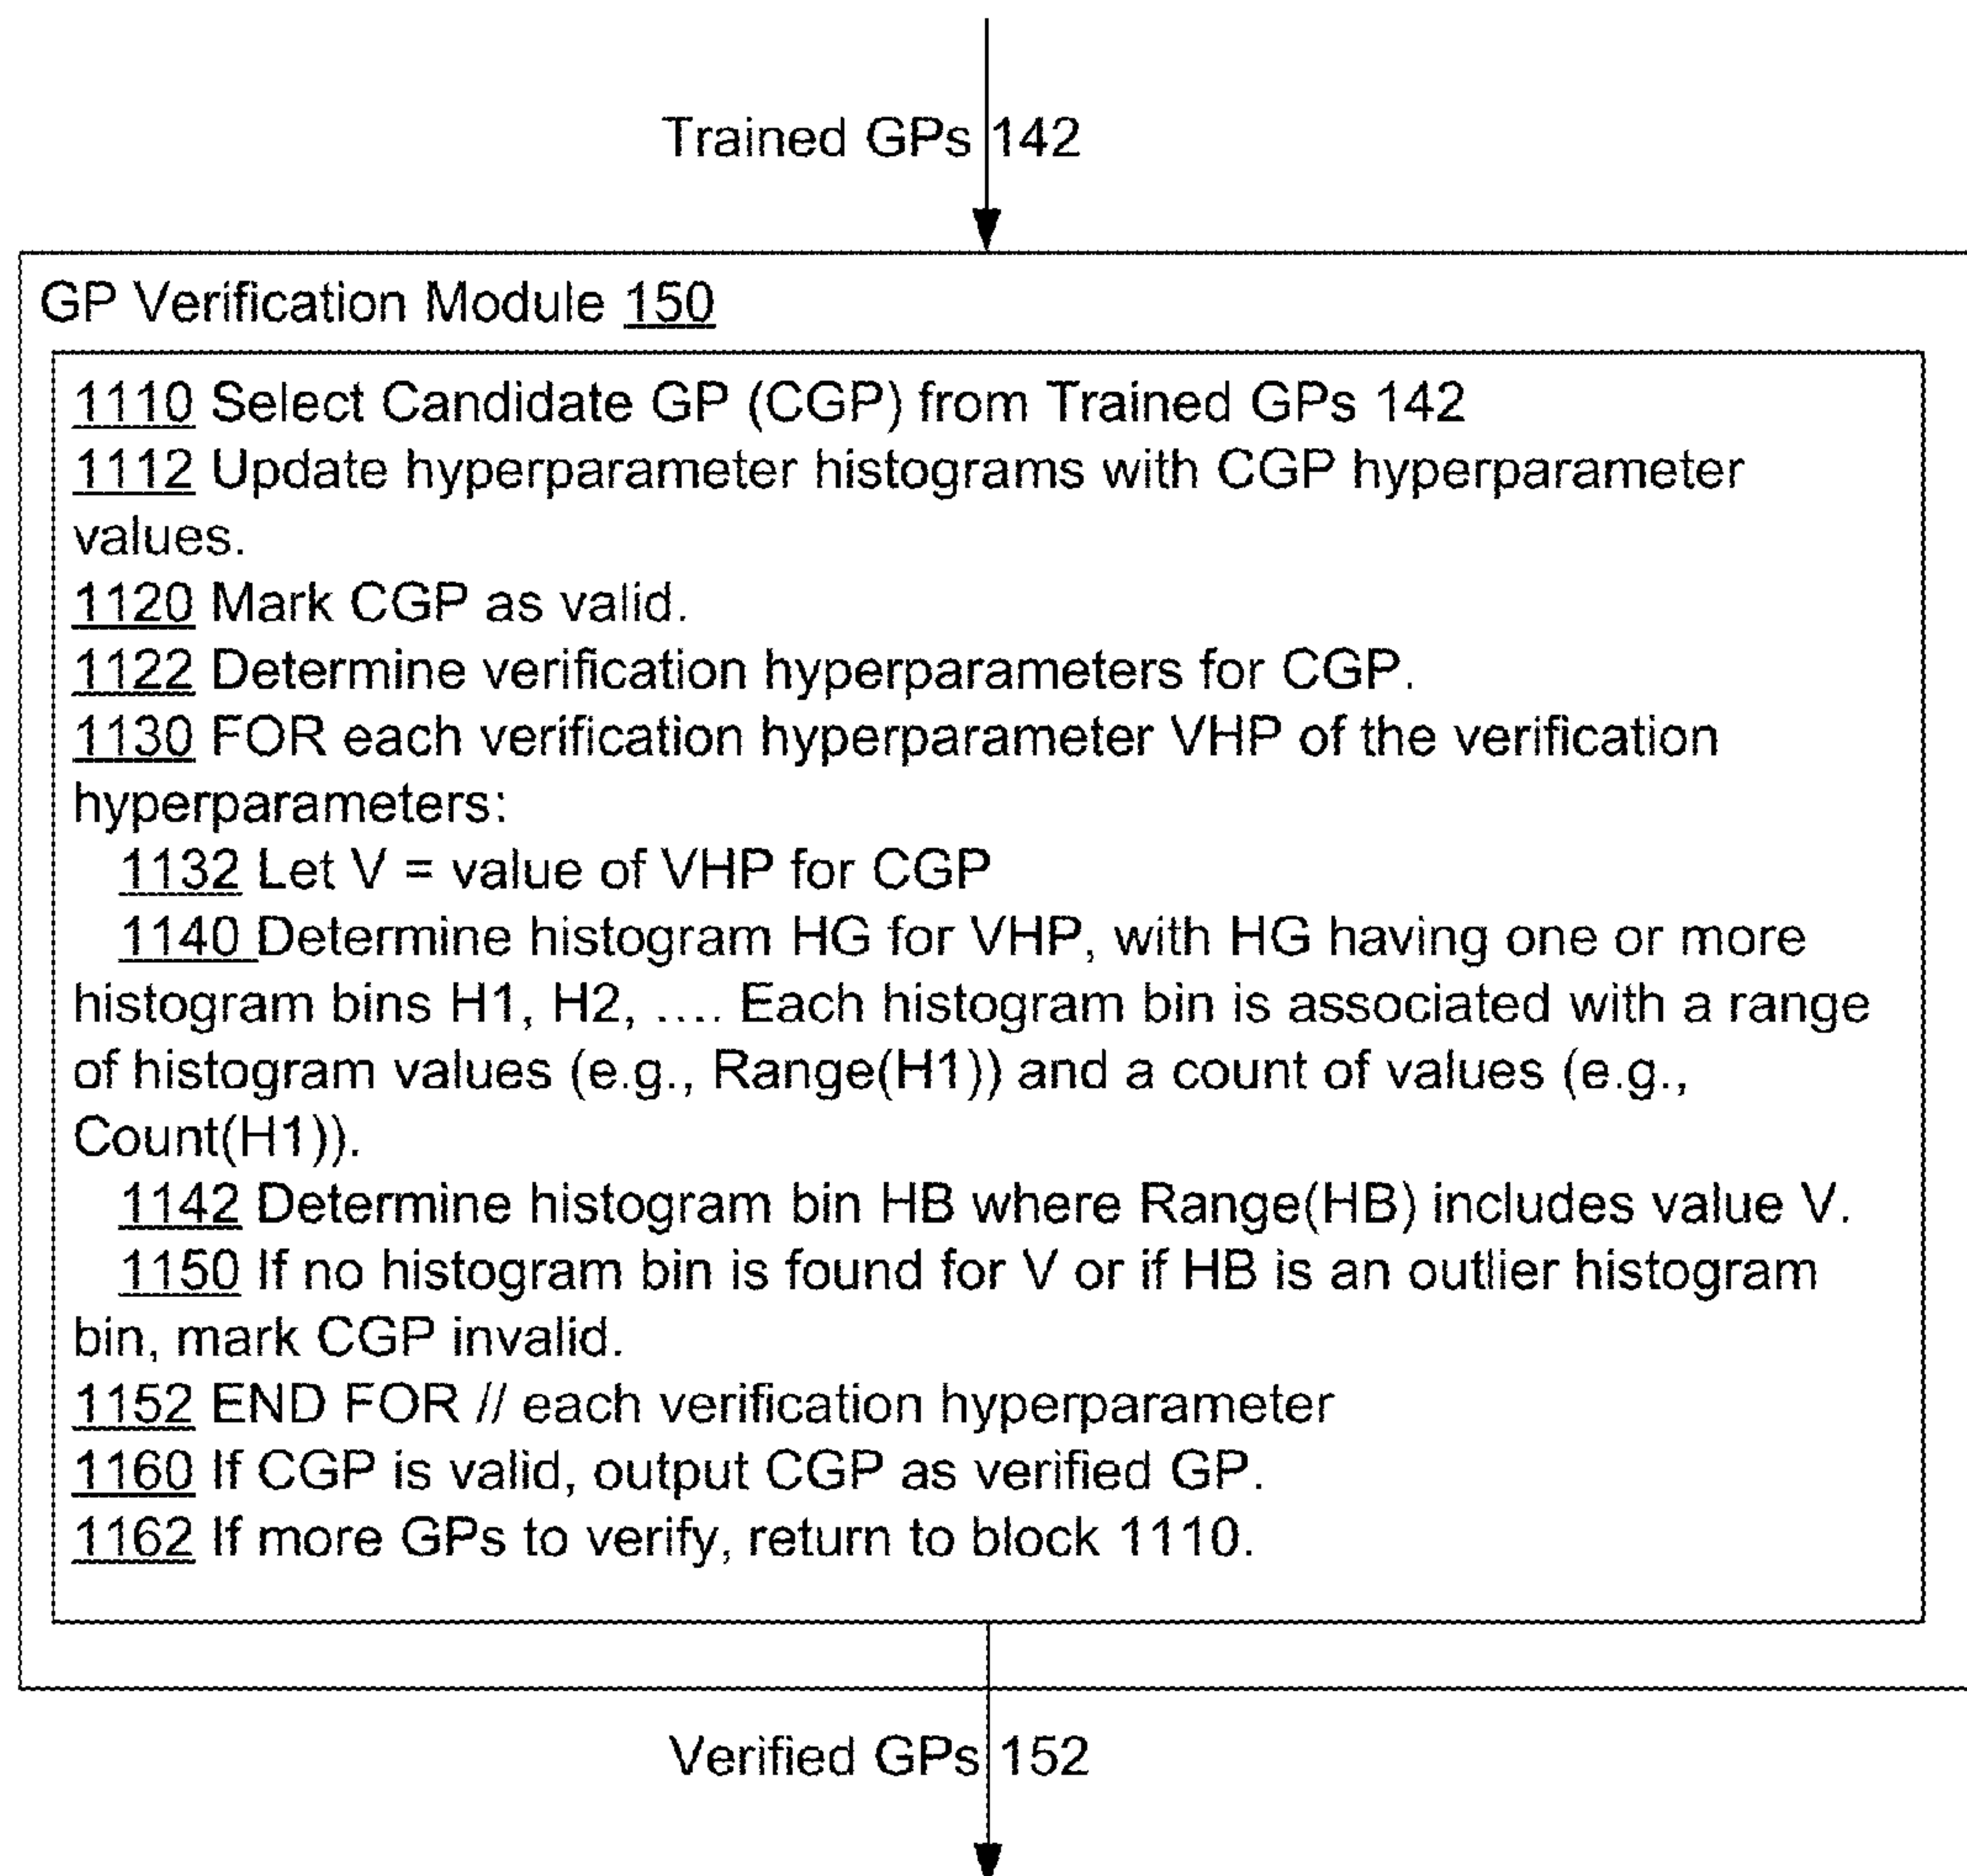 Trained GPs 142
GP Verification Module 150
1110 Select Candidate GP (CGP) from Trained GPs 142
1112 Update hyperparameter histograms with CGP hyperparameter
values.
1120 Mark CGP as valid.
1122 Determine verification hyperparameters for CGP.
1130 FOR each verification hyperparameter VHP of the verification
hyperparameters:
1132 Let V = value of VHP for CGP
1140 Determine histogram HG for VHP, with HG having one or more
histogram bins H1, H2, …. Each histogram bin is associated with a range
of histogram values (e.g., Range(H1)) and a count of values (e.g.,
Count(H1)).
1142 Determine histogram bin HB where Range(HB) includes value V.
1150 If no histogram bin is found for V or if HB is an outlier histogram
bin, mark CGP invalid.
1152 END FOR // each verification hyperparameter
1160 If CGP is valid, output CGP as verified GP.
1162 If more GPs to verify, return to block 1110.
Verified GPs 152